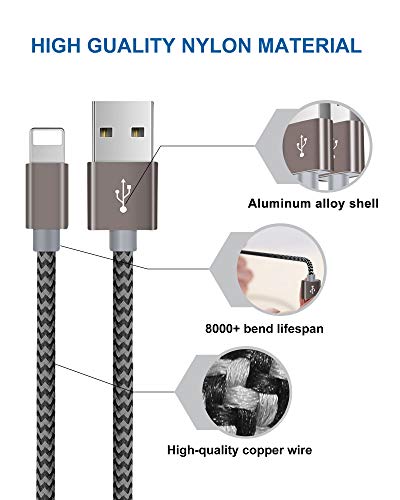 HIGH GUALITY NYLON MATERIAL
Aluminum alloy shell
8000+ bend lifespan
High-quality copper wire